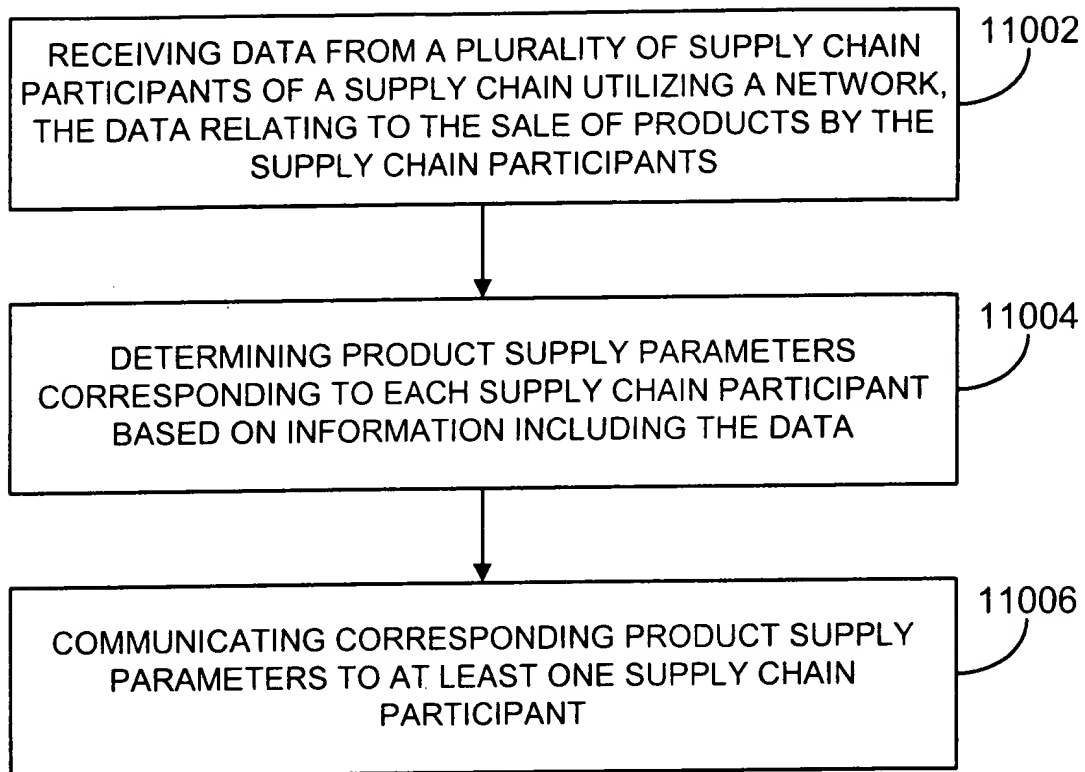 RECEIVING DATA FROM A PLURALITY OF SUPPLY CHAIN
PARTICIPANTS OF A SUPPLY CHAIN UTILIZING A NETWORK,
THE DATA RELATING TO THE SALE OF PRODUCTS BY THE
SUPPLY CHAIN PARTICIPANTS
11002
DETERMINING PRODUCT SUPPLY PARAMETERS
CORRESPONDING TO EACH SUPPLY CHAIN PARTICIPANT
BASED ON INFORMATION INCLUDING THE DATA
11004
COMMUNICATING CORRESPONDING PRODUCT SUPPLY
PARAMETERS TO AT LEAST ONE SUPPLY CHAIN
PARTICIPANT
11006